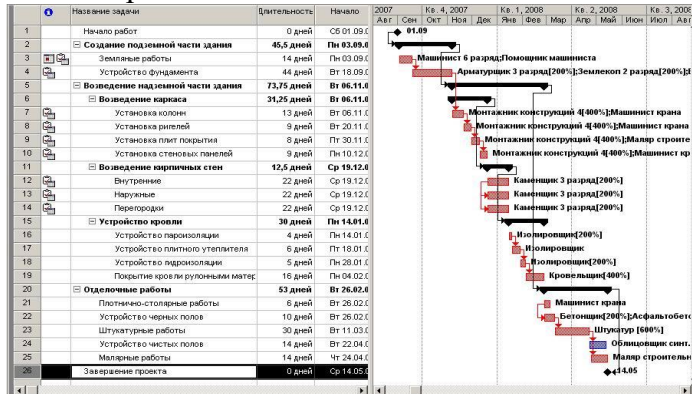 Название задачи Длительность Начало 2007 Кв. 4, 2007 Кв. 1, 2008 Кв. 2, 2008 Кв. 3, 2008
Авг Сен Окт Ноя Дек Янв Фев Мар Апр Май Июн Июл Авг
1 Начало работ 0 дней Сб 01.09.0 01.09
2 Создание подземной части здания 45,5 дней Пн 03.09.0
3 Земляные работы 14 дней Пн 03.09.0 Машинист 6 разряд;Помощник машиниста
4 Устройство фундамента 44 дней Вт 18.09.0 Арматурщик 3 разряд[200%];Землекоп 2 разряд[200%];
5 Возведение надземной части здания 73,75 дней Вт 06.11.0
6 Возведение каркаса 31,25 дней Вт 06.11.0
7 Установка колонн 13 дней Вт 06.11.0 Монтажник конструкций 4[400%];Машинист крана
8 Установка ригелей 9 дней Вт 20.11.0 Монтажник конструкций 4[400%];Машинист крана
9 Установка плит покрытия 8 дней Пт 30.11.0 Монтажник конструкций 4[400%];Маляр строите
10 Установка стеновых панелей 9 дней Пн 10.12.0 Монтажник конструкций 4[400%];Машинист кр
11 Возведение кирпичных стен 12,5 дней Ср 19.12.0
12 Внутренние 22 дней Ср 19.12.0 Каменщик 3 разряд[200%]
13 Наружные 22 дней Ср 19.12.0 Каменщик 3 разряд[200%]
14 Перегородки 22 дней Ср 19.12.0 Каменщик 3 разряд[200%]
15 Устройство кровли 30 дней Пн 14.01.0
16 Устройство пароизоляции 4 дней Пн 14.01.0 Изолировщик[200%]
17 Устройство плитного утеплителя 6 дней Пт 18.01.0 Изолировщик
18 Устройство гидроизоляции 5 дней Пн 28.01.0 Изолировщик[200%]
19 Покрытие кровли рулонными матер 16 дней Пн 04.02.0 Кровельщик[400%]
20 Отделочные работы 53 дней Вт 26.02.0
21 Плотнично-столярные работы 6 дней Вт 26.02.0 Машинист крана
22 Устройство черных полов 10 дней Вт 26.02.0 Бетонщик[200%];Асфальтобето
23 Штукатурные работы 30 дней Вт 11.03.0 Штукатур [600%]
24 Устройство чистых полов 14 дней Вт 22.04.0 Облицовщик синт.
25 Малярные работы 14 дней Чт 24.04.0 Маляр строительн
26 Завершение проекта 0 дней Ср 14.05.0 14.05